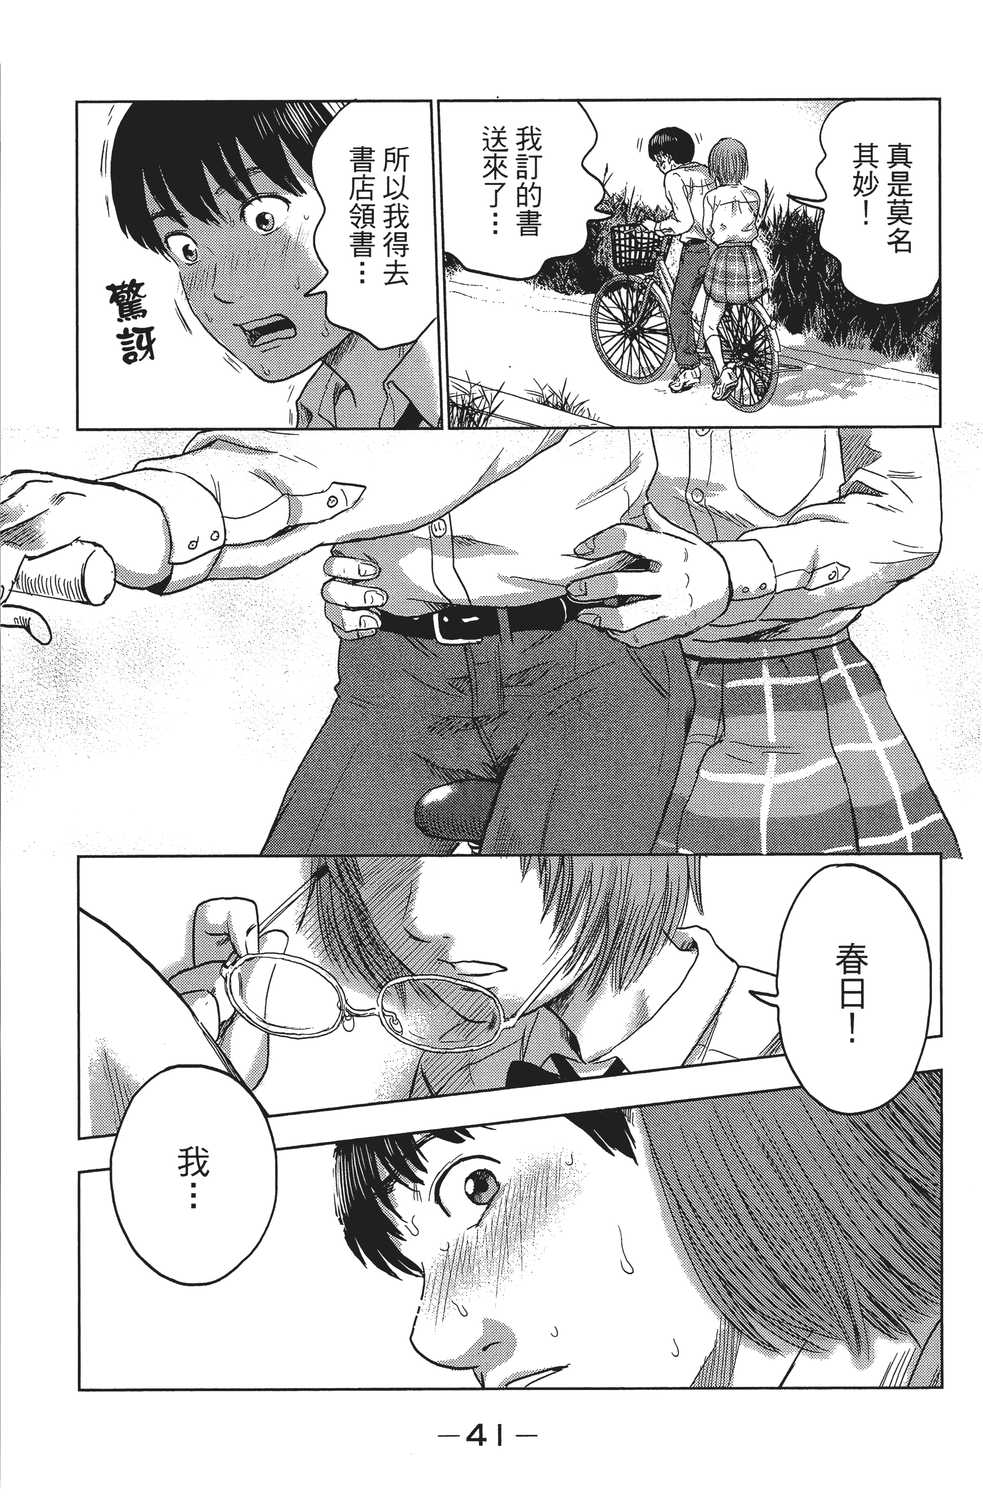 真是莫名
其妙！
我訂的書
送來了…
所以我得去
書店領書…
驚訝
春日！
我…
－41－